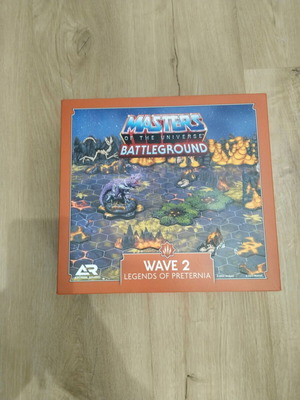 MASTERS
OF THE UNIVERSE
BATTLEGROUND
WAVE 2
LEGENDS OF PRETERNIA
AR